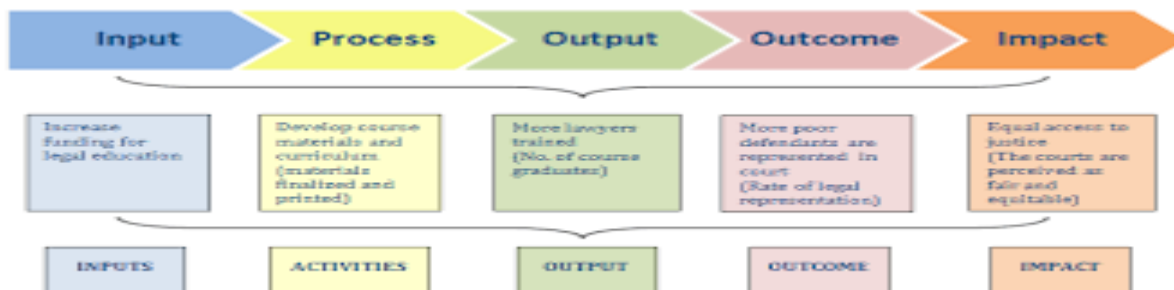 Input
Process
Output
Outcome
Impact
Increase
funding for
legal education
Develop course
materials and
curriculum
(materials
finalized and
printed)
More lawyers
trained
(No. of course
graduates)
More poor
defendants are
represented in
court
(Rate of legal
representation)
Equal access to
justice
(The courts are
perceived as
fair and
equitable)
INPUTS
ACTIVITIES
OUTPUT
OUTCOME
IMPACT